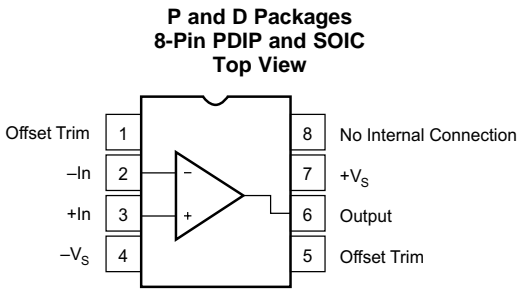 P and D Packages
8-Pin PDIP and SOIC
Top View
Offset Trim 1 8 No Internal Connection
–In 2 – 7 +VS
+In 3 + 6 Output
–VS 4 5 Offset Trim